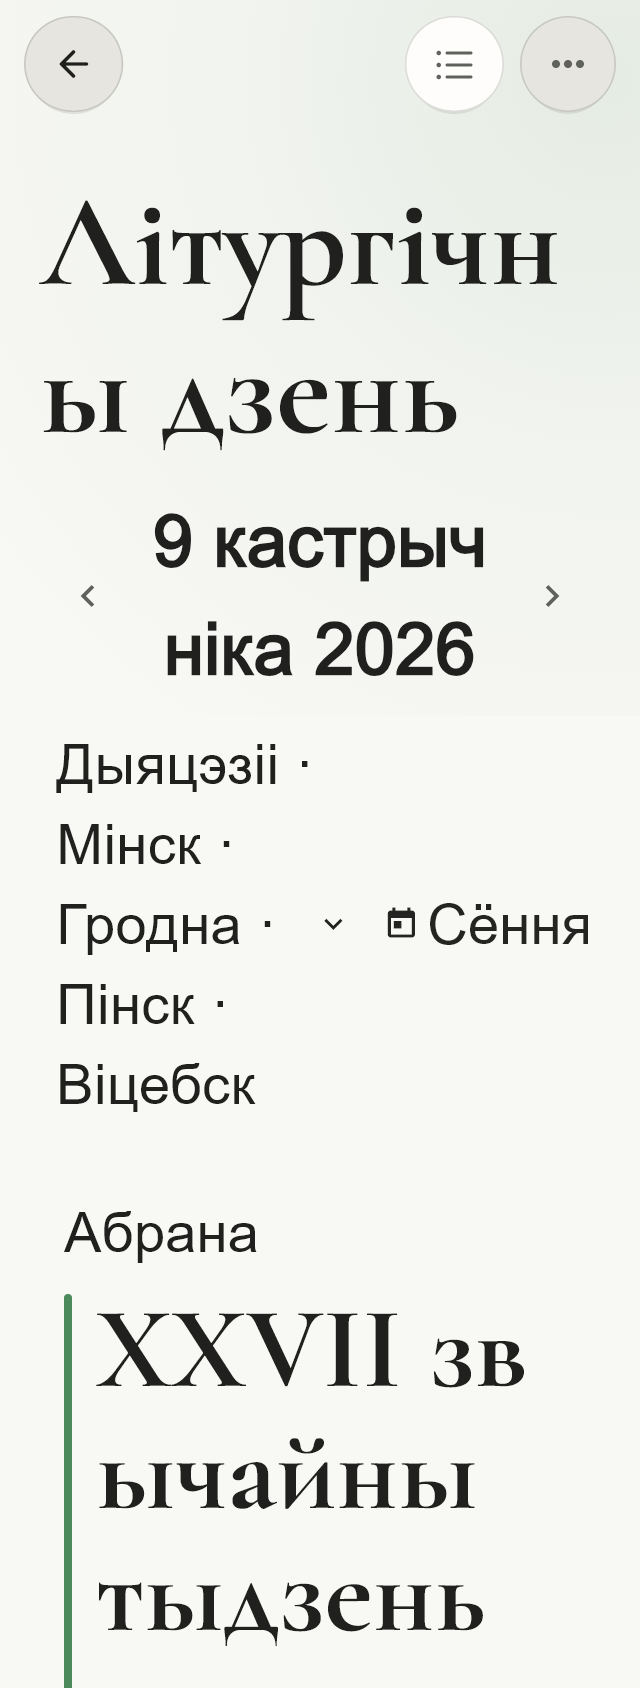 Літургічн
ы дзень
9 кастрыч
ніка 2026
Дыяцэзіі ·
Мінск ·
Гродна ·
Пінск ·
Віцебск
Сёння
Абрана
XXVII зв
ычайны
тыдзень